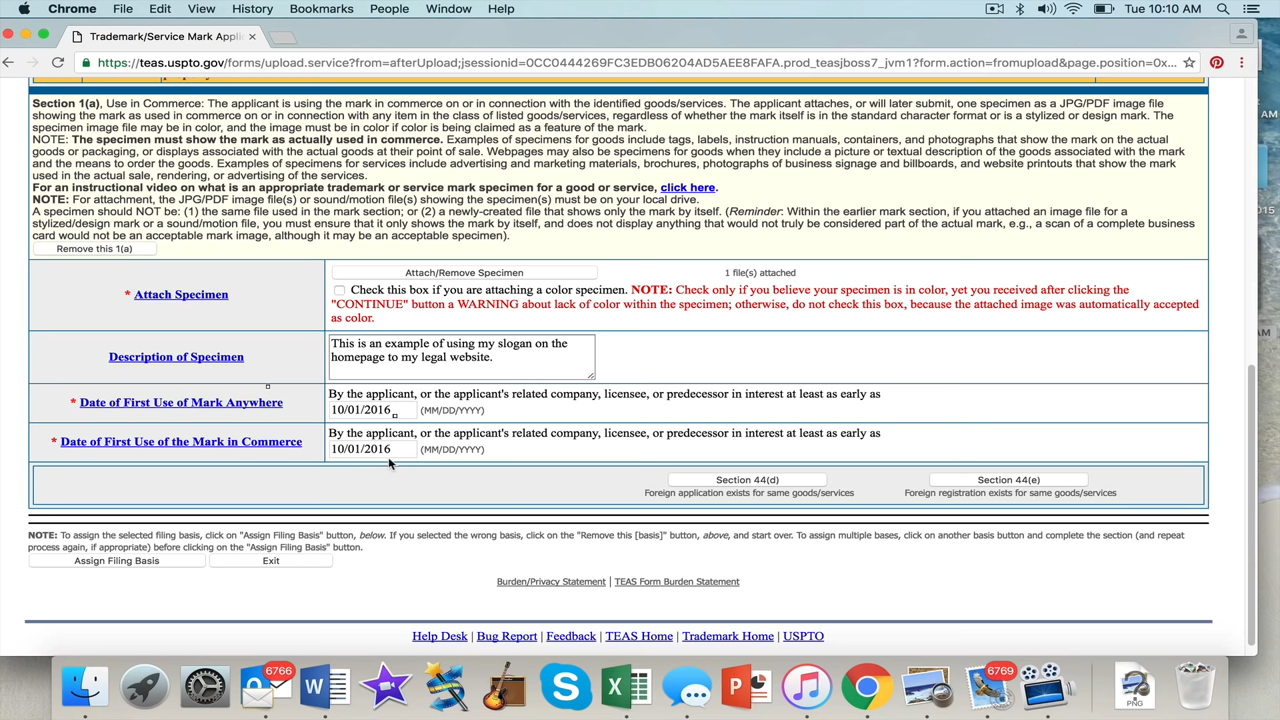 Chrome File Edit View History Bookmarks People Window Help Tue 10:10 AM
Trademark/Service Mark Appli ×
https://teas.uspto.gov/forms/upload.service?from=afterUpload;jsessionid=0CC0444269FC3EDB06204AD5AEE8FAFA.prod_teasjboss7_jvm1?form.action=fromupload&page.position=0x...
Section 1(a), Use in Commerce: The applicant is using the mark in commerce on or in connection with the identified goods/services. The applicant attaches, or will later submit, one specimen as a JPG/PDF image file
showing the mark as used in commerce on or in connection with any item in the class of listed goods/services, regardless of whether the mark itself is in the standard character format or is a stylized or design mark. The
specimen image file may be in color, and the image must be in color if color is being claimed as a feature of the mark.
NOTE: The specimen must show the mark as actually used in commerce. Examples of specimens for goods include tags, labels, instruction manuals, containers, and photographs that show the mark on the actual
goods or packaging, or displays associated with the actual goods at their point of sale. Webpages may also be specimens for goods when they include a picture or textual description of the goods associated with the mark
and the means to order the goods. Examples of specimens for services include advertising and marketing materials, brochures, photographs of business signage and billboards, and website printouts that show the mark
used in the actual sale, rendering, or advertising of the services.
For an instructional video on what is an appropriate trademark or service mark specimen for a good or service, click here.
NOTE: For attachment, the JPG/PDF image file(s) or sound/motion file(s) showing the specimen(s) must be on your local drive.
A specimen should NOT be: (1) the same file used in the mark section; or (2) a newly-created file that shows only the mark by itself. (Reminder: Within the earlier mark section, if you attached an image file for a
stylized/design mark or a sound/motion file, you must ensure that it only shows the mark by itself, and does not display anything that would not truly be considered part of the actual mark, e.g., a scan of a complete business
card would not be an acceptable mark image, although it may be an acceptable specimen).
Remove this 1(a)
Attach/Remove Specimen 1 file(s) attached
* Attach Specimen
Check this box if you are attaching a color specimen. NOTE: Check only if you believe your specimen is in color, yet you received after clicking the
"CONTINUE" button a WARNING about lack of color within the specimen; otherwise, do not check this box, because the attached image was automatically accepted
as color.
Description of Specimen
This is an example of using my slogan on the
homepage to my legal website.
* Date of First Use of Mark Anywhere
By the applicant, or the applicant's related company, licensee, or predecessor in interest at least as early as
10/01/2016 (MM/DD/YYYY)
* Date of First Use of the Mark in Commerce
By the applicant, or the applicant's related company, licensee, or predecessor in interest at least as early as
10/01/2016 (MM/DD/YYYY)
Section 44(d) Section 44(e)
Foreign application exists for same goods/services Foreign registration exists for same goods/services
NOTE: To assign the selected filing basis, click on "Assign Filing Basis" button, below. If you selected the wrong basis, click on the "Remove this [basis]" button, above, and start over. To assign multiple bases, click on another basis button and complete the section (and repeat
process again, if appropriate) before clicking on the "Assign Filing Basis" button.
Assign Filing Basis Exit
Burden/Privacy Statement | TEAS Form Burden Statement
Help Desk | Bug Report | Feedback | TEAS Home | Trademark Home | USPTO
6766 6769
PNG
2015
AM
AM